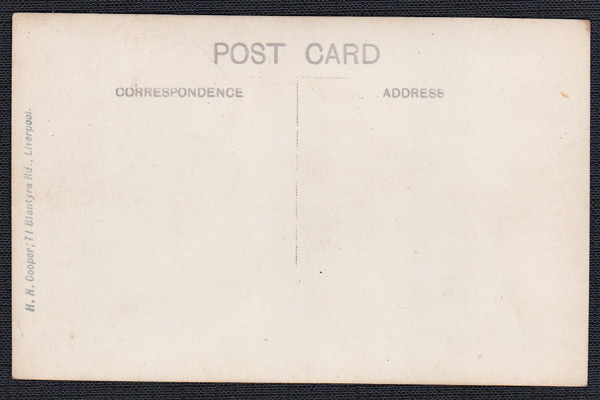 POST CARD
CORRESPONDENCE
ADDRESS
H. N. Cooper, 71 Blantyre Rd., Liverpool.